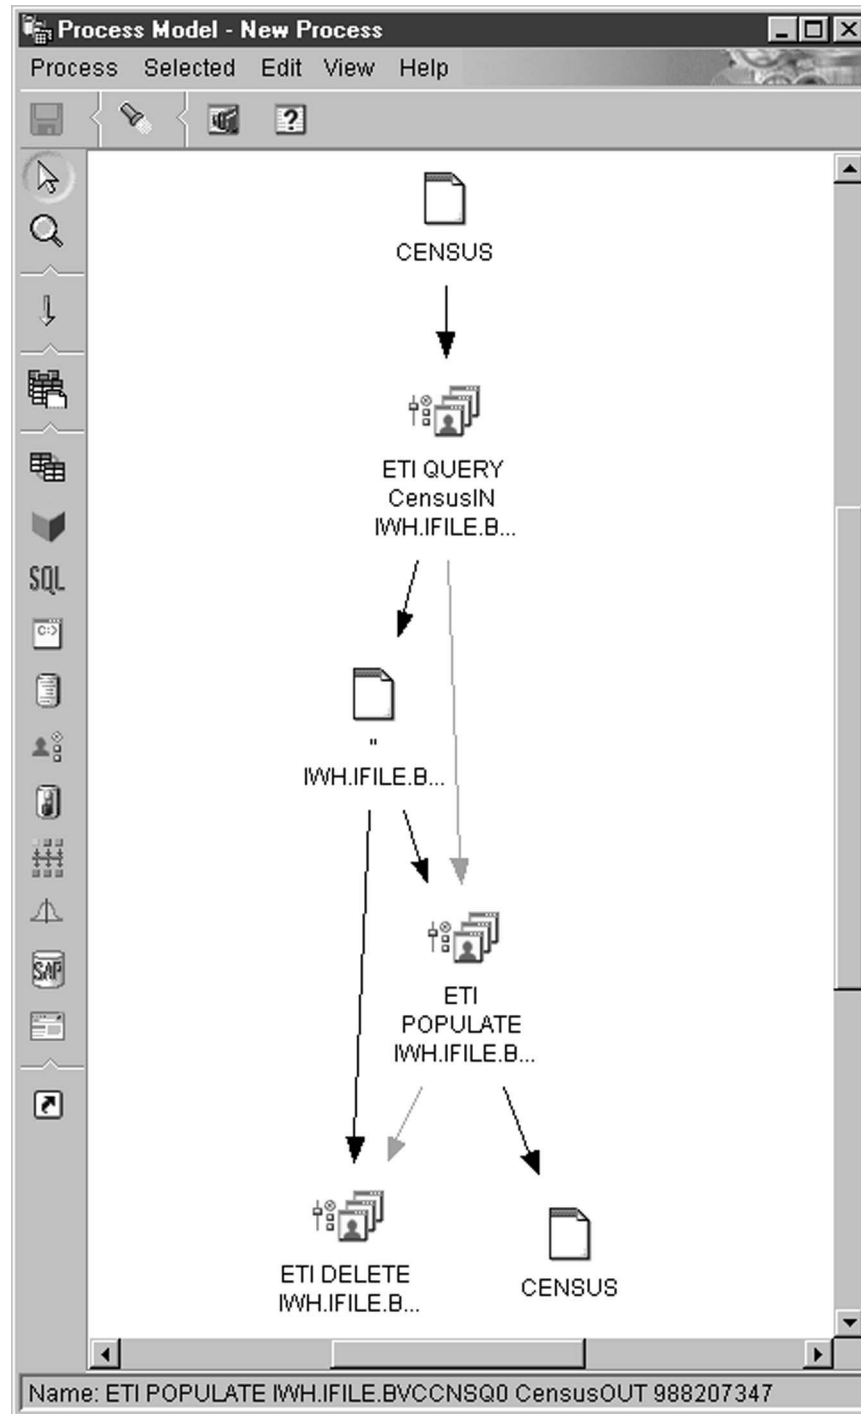 Process Model - New Process
Process Selected Edit View Help
CENSUS
ETI QUERY
CensusIN
IWH.IFILE.B...
SQL
C:>
"
IWH.IFILE.B...
SAP
ETI
POPULATE
IWH.IFILE.B...
ETI DELETE
IWH.IFILE.B...
CENSUS
Name: ETI POPULATE IWH.IFILE.BVCCNSQ0 CensusOUT 988207347